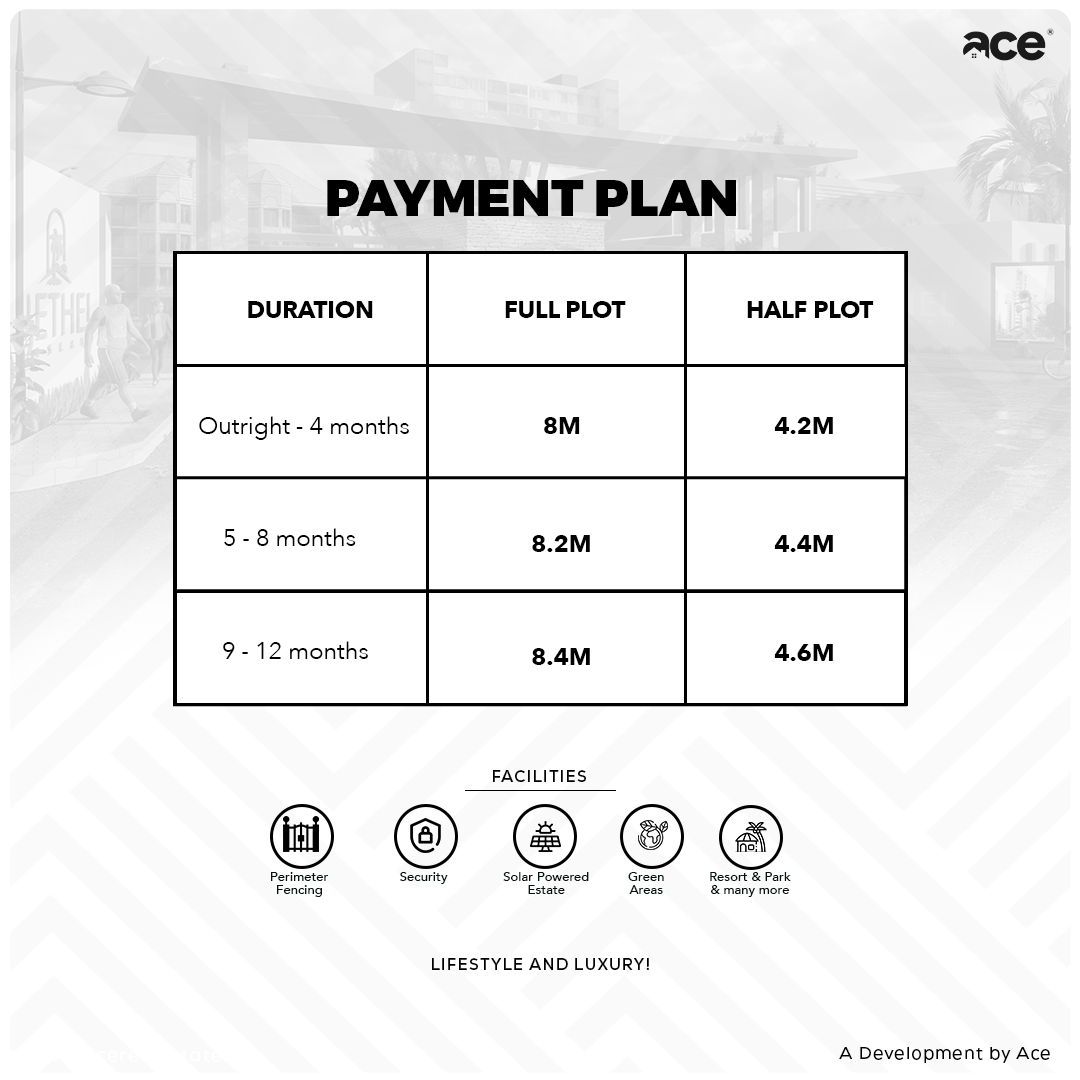 ace®
PAYMENT PLAN
DURATION FULL PLOT HALF PLOT
Outright - 4 months 8M 4.2M
5 - 8 months 8.2M 4.4M
9 - 12 months 8.4M 4.6M
FACILITIES
Perimeter Fencing
Security
Solar Powered Estate
Green Areas
Resort & Park & many more
LIFESTYLE AND LUXURY!
A Development by Ace